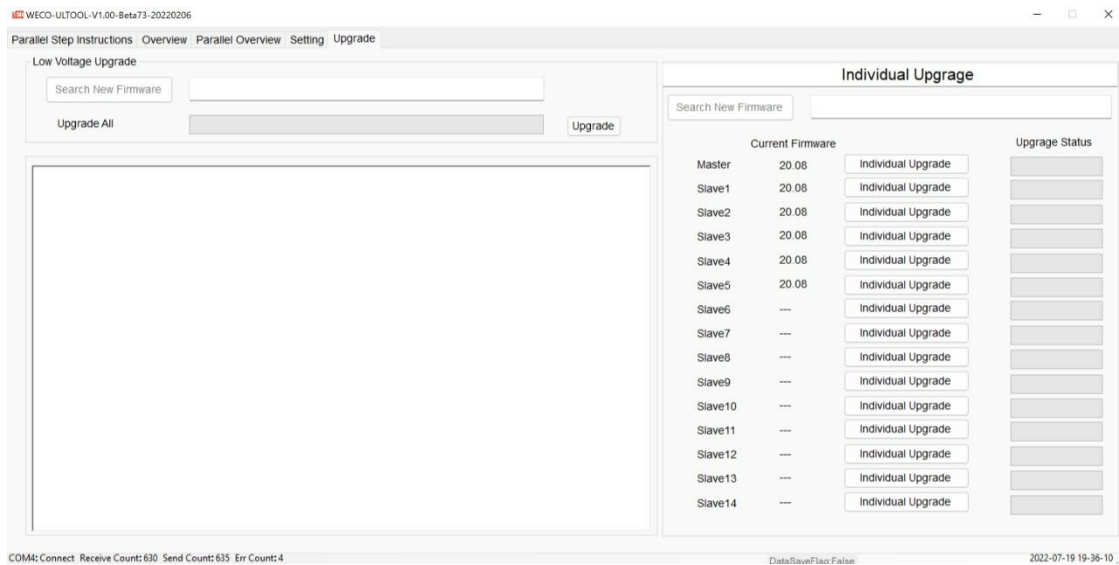 WECO WECO-ULTOOL-V1.00-Beta73-20220206
Parallel Step Instructions Overview Parallel Overview Setting Upgrade
Low Voltage Upgrade
Search New Firmware
Upgrade All Upgrade
Individual Upgrage
Search New Firmware
Current Firmware Upgrage Status
Master 20.08 Individual Upgrade
Slave1 20.08 Individual Upgrade
Slave2 20.08 Individual Upgrade
Slave3 20.08 Individual Upgrade
Slave4 20.08 Individual Upgrade
Slave5 20.08 Individual Upgrade
Slave6 --- Individual Upgrade
Slave7 --- Individual Upgrade
Slave8 --- Individual Upgrade
Slave9 --- Individual Upgrade
Slave10 --- Individual Upgrade
Slave11 --- Individual Upgrade
Slave12 --- Individual Upgrade
Slave13 --- Individual Upgrade
Slave14 --- Individual Upgrade
COM4: Connect Receive Count: 630 Send Count: 635 Err Count: 4 DataSaveFlag:False 2022-07-19 19-36-10